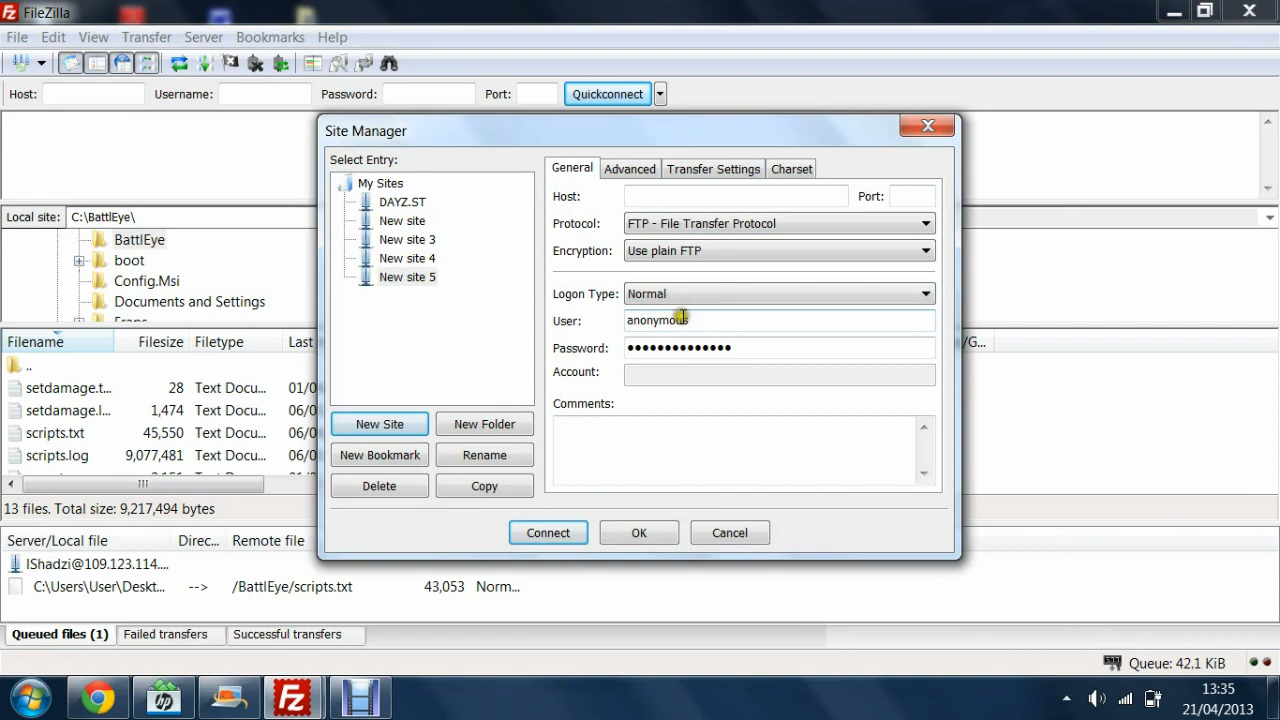 FileZilla
File Edit View Transfer Server Bookmarks Help
Host: Username: Password: Port: Quickconnect
Site Manager
Select Entry:
My Sites
DAYZ.ST
New site
New site 3
New site 4
New site 5
New Site New Folder
New Bookmark Rename
Delete Copy
General Advanced Transfer Settings Charset
Host: Port:
Protocol: FTP - File Transfer Protocol
Encryption: Use plain FTP
Logon Type: Normal
User: anonymous
Password: ●●●●●●●●●●●●●●
Account:
Comments:
Connect OK Cancel
Local site: C:\BattlEye\
BattlEye
boot
Config.Msi
Documents and Settings
Filename Filesize Filetype Last
..
setdamage.t... 28 Text Docu... 01/0
setdamage.l... 1,474 Text Docu... 06/0
scripts.txt 45,550 Text Docu... 06/0
scripts.log 9,077,481 Text Docu... 06/0
13 files. Total size: 9,217,494 bytes
Server/Local file Direc... Remote file
IShadzi@109.123.114....
C:\Users\User\Deskt... --> /BattlEye/scripts.txt 43,053 Norm...
Queued files (1) Failed transfers Successful transfers
Queue: 42.1 KiB
13:35
21/04/2013